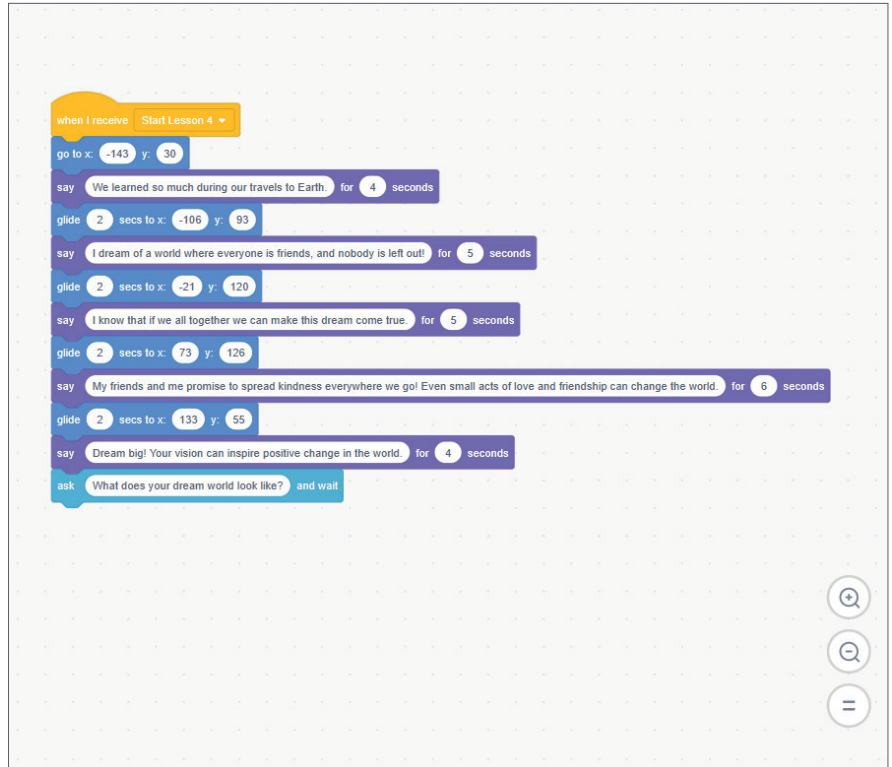 when I receive Start Lesson 4
go to x: -143 y: 30
say We learned so much during our travels to Earth. for 4 seconds
glide 2 secs to x: -106 y: 93
say I dream of a world where everyone is friends, and nobody is left out! for 5 seconds
glide 2 secs to x: -21 y: 120
say I know that if we all together we can make this dream come true. for 5 seconds
glide 2 secs to x: 73 y: 126
say My friends and me promise to spread kindness everywhere we go! Even small acts of love and friendship can change the world. for 6 seconds
glide 2 secs to x: 133 y: 55
say Dream big! Your vision can inspire positive change in the world. for 4 seconds
ask What does your dream world look like? and wait